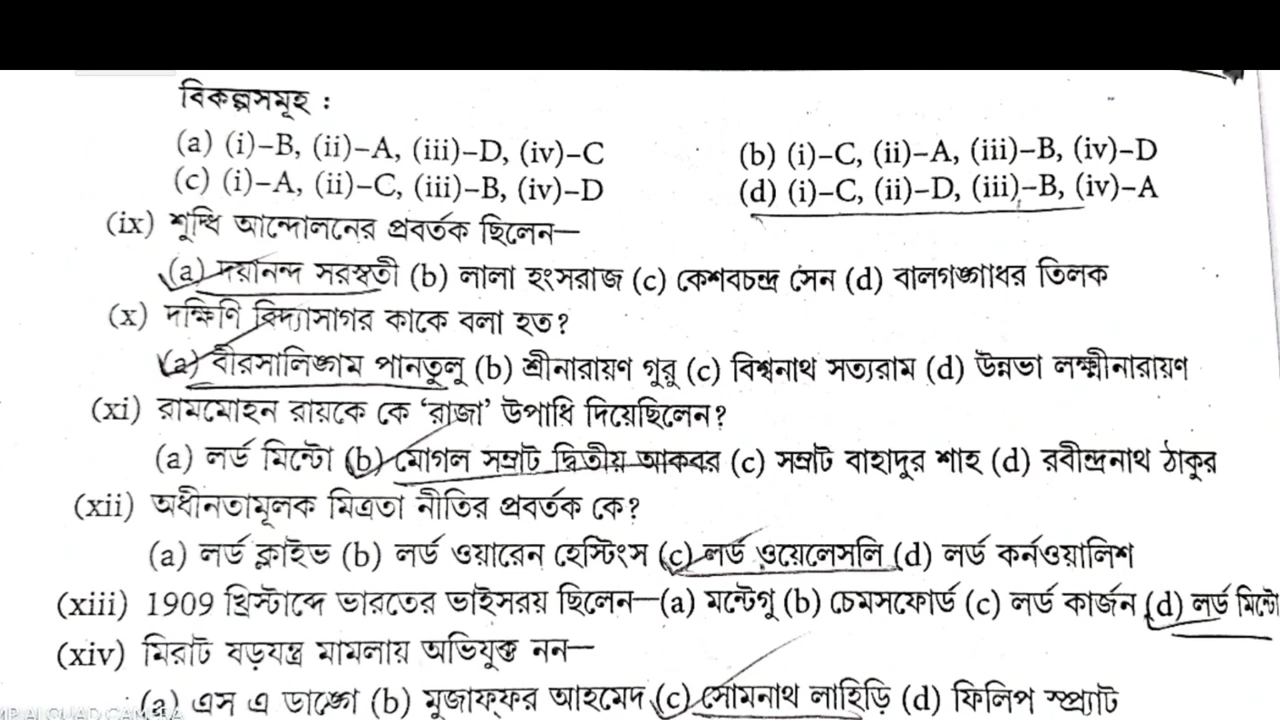 বিকল্পসমূহ :
(a) (i)–B, (ii)–A, (iii)–D, (iv)–C (b) (i)–C, (ii)–A, (iii)–B, (iv)–D
(c) (i)–A, (ii)–C, (iii)–B, (iv)–D (d) (i)–C, (ii)–D, (iii)–B, (iv)–A
(ix) শুদ্ধি আন্দোলনের প্রবর্তক ছিলেন—
(a) দয়ানন্দ সরস্বতী (b) লালা হংসরাজ (c) কেশবচন্দ্র সেন (d) বালগঙ্গাধর তিলক
(x) দক্ষিণি বিদ্যাসাগর কাকে বলা হত?
(a) বীরসালিঙ্গাম পানতুলু (b) শ্রীনারায়ণ গুরু (c) বিশ্বনাথ সত্যরাম (d) উন্নভা লক্ষ্মীনারায়ণ
(xi) রামমোহন রায়কে কে ‘রাজা’ উপাধি দিয়েছিলেন?
(a) লর্ড মিন্টো (b) মোগল সম্রাট দ্বিতীয় আকবর (c) সম্রাট বাহাদুর শাহ (d) রবীন্দ্রনাথ ঠাকুর
(xii) অধীনতামূলক মিত্রতা নীতির প্রবর্তক কে?
(a) লর্ড ক্লাইভ (b) লর্ড ওয়ারেন হেস্টিংস (c) লর্ড ওয়েলেসলি (d) লর্ড কর্নওয়ালিশ
(xiii) 1909 খ্রিস্টাব্দে ভারতের ভাইসরয় ছিলেন—(a) মন্টেগু (b) চেমসফোর্ড (c) লর্ড কার্জন (d) লর্ড মিন্টো
(xiv) মিরাট ষড়যন্ত্র মামলায় অভিযুক্ত নন—
(a) এস এ ডাঙ্গে (b) মুজাফ্ফর আহমেদ (c) সোমনাথ লাহিড়ি (d) ফিলিপ স্প্র্যাট